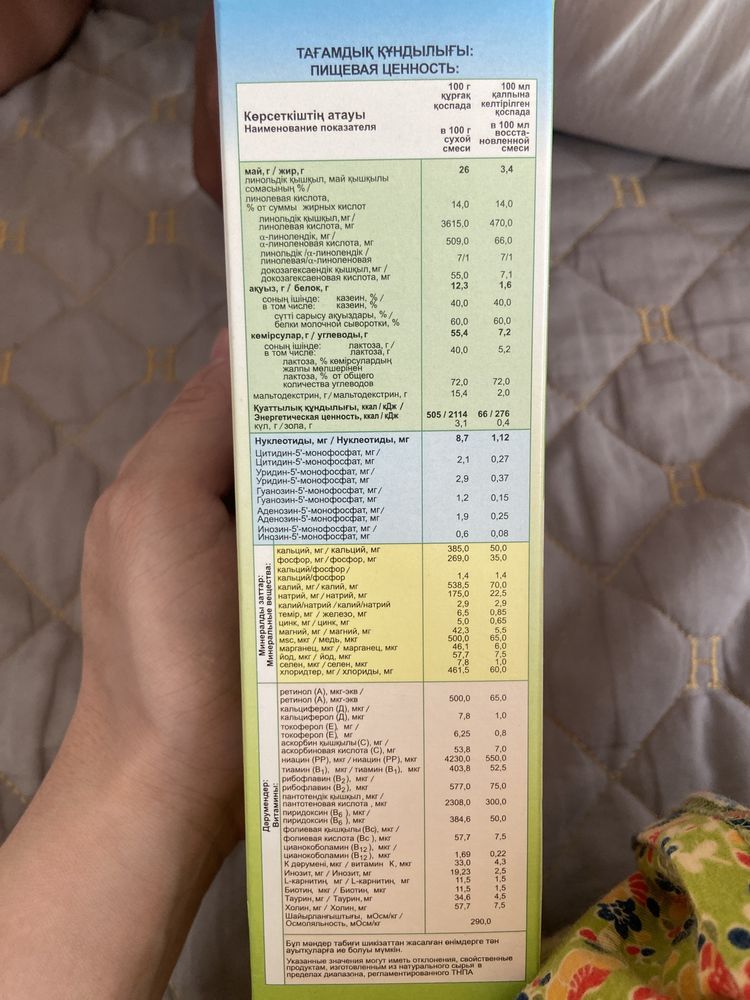 ТАҒАМДЫҚ ҚҰНДЫЛЫҒЫ:
ПИЩЕВАЯ ЦЕННОСТЬ:
Көрсеткіштің атауы
Наименование показателя
100 г
құрғақ
қоспада
в 100 г
сухой
смеси
100 мл
қалпына
келтірілген
қоспада
в 100 мл
восста-
новленной
смеси
май, г / жир, г 26 3,4
линольдік қышқыл, май қышқылы
сомасының % /
линолевая кислота,
% от суммы жирных кислот 14,0 14,0
линольдік қышқыл, мг /
линолевая кислота, мг 3615,0 470,0
α-линолендік, мг /
α-линоленовая кислота, мг 509,0 66,0
линольдік /α-линолендік /
линолевая/α-линоленовая 7/1 7/1
докозагексаендік қышқыл, мг /
докозагексаеновая кислота, мг 55,0 7,1
ақуыз, г / белок, г 12,3 1,6
соның ішінде: казеин, % /
в том числе: казеин, % 40,0 40,0
сүтті сарысу ақуыздары, % /
белки молочной сыворотки, % 60,0 60,0
көмірсулар, г / углеводы, г 55,4 7,2
соның ішінде: лактоза, г /
в том числе: лактоза, г 40,0 5,2
лактоза, % көмірсулардың
жалпы мөлшерінен
лактоза, % от общего
количества углеводов 72,0 72,0
мальтодекстрин, г / мальтодекстрин, г 15,4 2,0
Қуаттылық құндылығы, ккал / кДж /
Энергетическая ценность, ккал / кДж 505 / 2114 66 / 276
күл, г / зола, г 3,1 0,4
Нуклеотиды, мг / Нуклеотиды, мг 8,7 1,12
Цитидин-5'-монофосфат, мг /
Цитидин-5'-монофосфат, мг 2,1 0,27
Уридин-5'-монофосфат, мг /
Уридин-5'-монофосфат, мг 2,9 0,37
Гуанозин-5'-монофосфат, мг /
Гуанозин-5'-монофосфат, мг 1,2 0,15
Аденозин-5'-монофосфат, мг /
Аденозин-5'-монофосфат, мг 1,9 0,25
Инозин-5'-монофосфат, мг /
Инозин-5'-монофосфат, мг 0,6 0,08
Минералды заттар:
Минеральные вещества:
кальций, мг / кальций, мг 385,0 50,0
фосфор, мг / фосфор, мг 269,0 35,0
кальций/фосфор /
кальций/фосфор 1,4 1,4
калий, мг / калий, мг 538,5 70,0
натрий, мг / натрий, мг 175,0 22,5
калий/натрий / калий/натрий 2,9 2,9
темір, мг / железо, мг 6,5 0,85
цинк, мг / цинк, мг 5,0 0,65
магний, мг / магний, мг 42,3 5,5
мыс, мкг / медь, мкг 500,0 65,0
марганец, мкг / марганец, мкг 46,1 6,0
йод, мкг / йод, мкг 57,7 7,5
селен, мкг / селен, мкг 7,8 1,0
хлоридтер, мг / хлориды, мг 461,5 60,0
Дәрумендер:
Витамины:
ретинол (А), мкг-экв /
ретинол (А), мкг-экв 500,0 65,0
кальциферол (Д), мкг /
кальциферол (Д), мкг 7,8 1,0
токоферол (Е), мг /
токоферол (Е), мг 6,25 0,8
аскорбин қышқылы(С), мг /
аскорбиновая кислота (С), мг 53,8 7,0
ниацин (РР), мкг / ниацин (РР), мкг 4230,0 550,0
тиамин (В1), мкг / тиамин (В1), мкг 403,8 52,5
рибофлавин (В2), мкг /
рибофлавин (В2), мкг 577,0 75,0
пантотендік қышқыл, мкг /
пантотеновая кислота , мкг 2308,0 300,0
пиридоксин (В6 ), мкг /
пиридоксин (В6 ), мкг 384,6 50,0
фолиевая қышқылы (Вс), мкг /
фолиевая кислота (Вс ), мкг 57,7 7,5
цианокоболамин (В12 ), мкг /
цианокоболамин (В12 ), мкг 1,69 0,22
К дәрумені, мкг / витамин К, мкг 33,0 4,3
Инозит, мг / Инозит, мг 19,23 2,5
L-карнитин, мг / L-карнитин, мг 11,5 1,5
Биотин, мкг / Биотин, мкг 11,5 1,5
Таурин, мг / Таурин, мг 34,6 4,5
Холин, мг / Холин, мг 57,7 7,5
Шайырланғыштығы, мОсм/кг /
Осмоляльность, мОсм/кг 290,0
Бұл мәндер табиғи шикізаттан жасалған өнімдерге тән
ауытқуларға ие болуы мүмкін.
Указанные значения могут иметь отклонения, свойственные
продуктам, изготовленным из натурального сырья в
пределах диапазона, регламентированного ТНПА